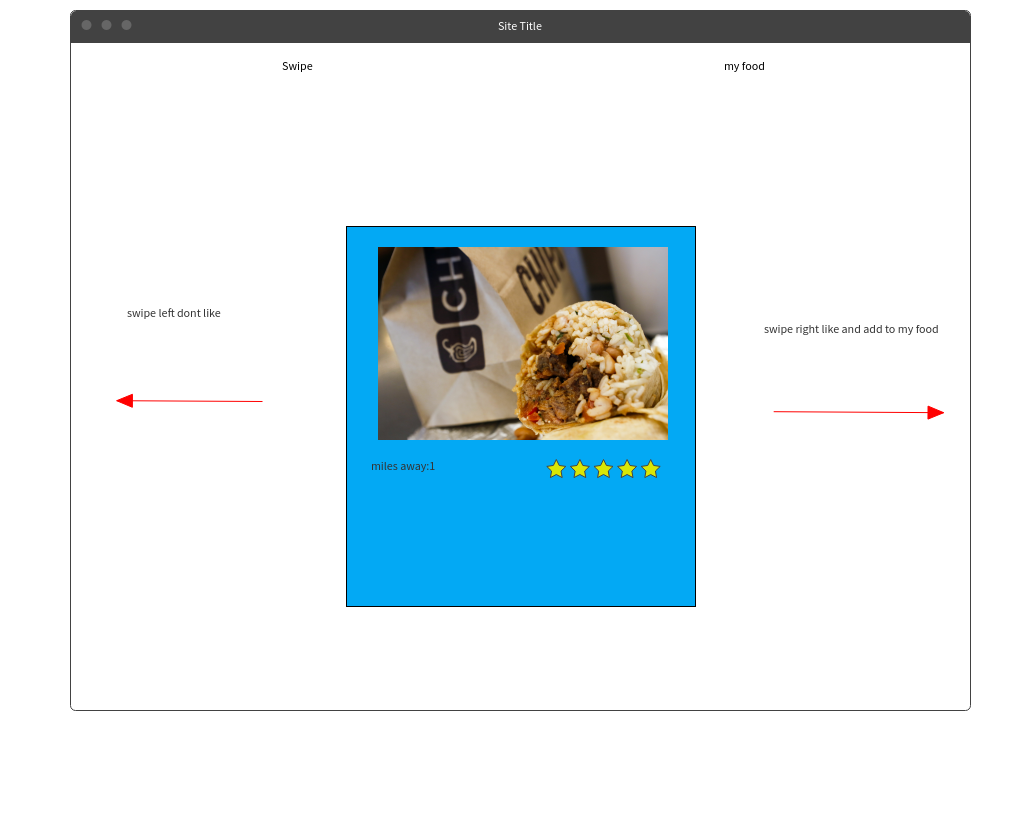 Site Title
Swipe
my food
swipe left dont like
swipe right like and add to my food
CH
CHIP
miles away:1